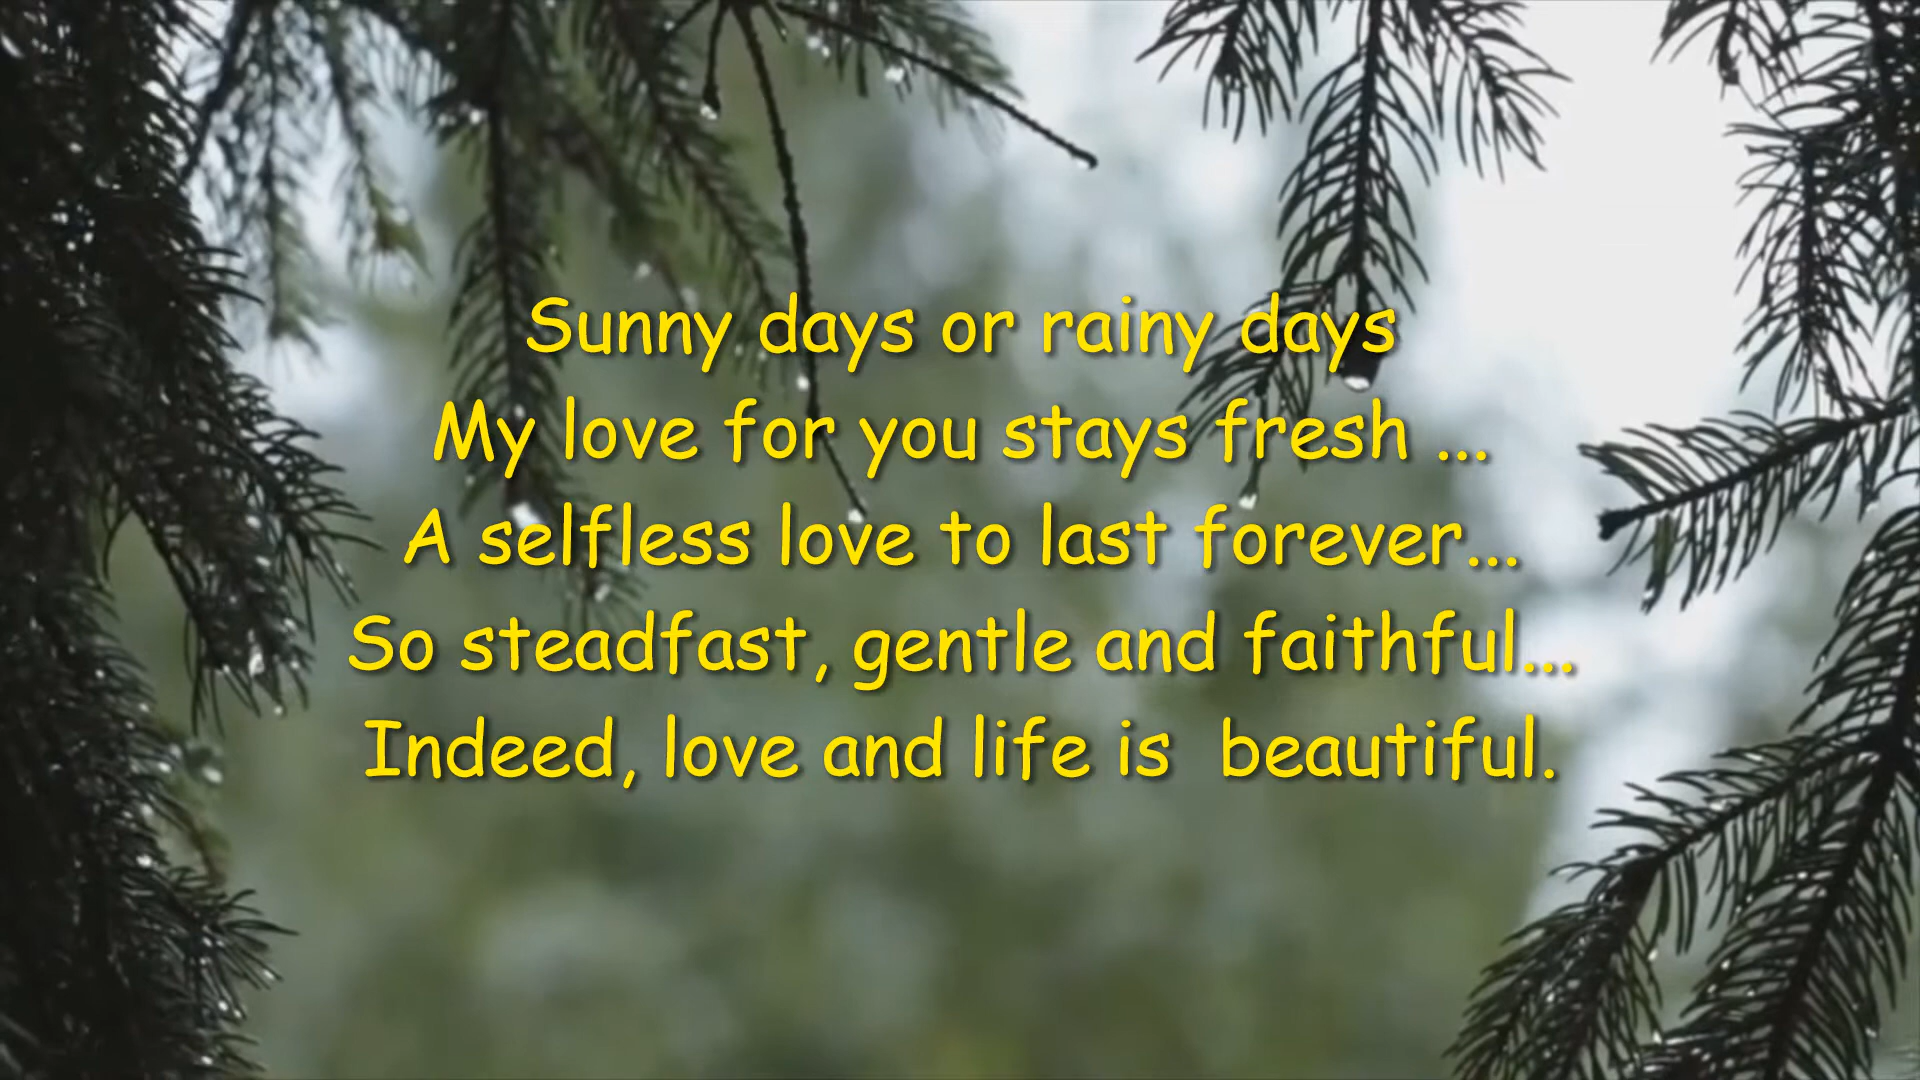 Sunny days or rainy days
My love for you stays fresh ...
A selfless love to last forever...
So steadfast, gentle and faithful...
Indeed, love and life is  beautiful.